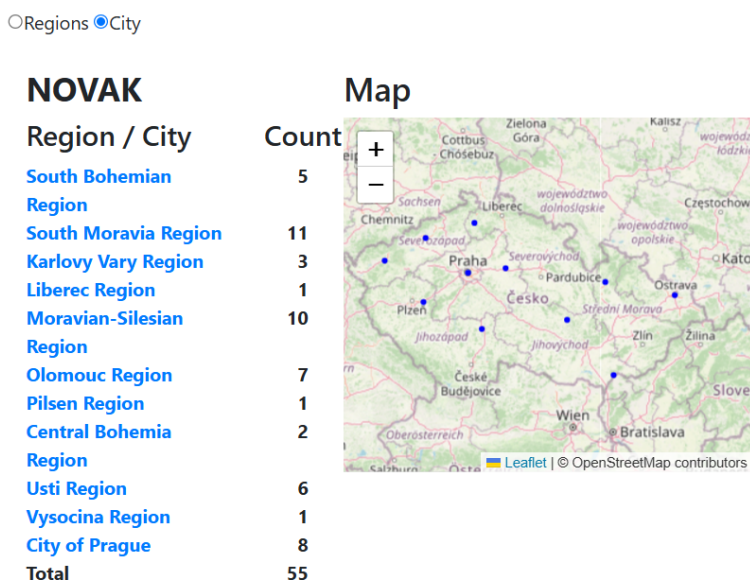 Regions City
NOVAK
Region / City Count
South Bohemian 5
Region
South Moravia Region 11
Karlovy Vary Region 3
Liberec Region 1
Moravian-Silesian 10
Region
Olomouc Region 7
Pilsen Region 1
Central Bohemia 2
Region
Usti Region 6
Vysocina Region 1
City of Prague 8
Total 55
Map
+
−
Zielona
Góra
Kalisz
Cottbus
Chóśebuz
województwo
dolnośląskie
Sachsen
Liberec
Chemnitz
Częstochow
województwo
opolskie
Severozápad
Praha
Severovýchod
Pardubice
Ostrava
Česko
Plzeň
Střední Morava
Jihozápad
Jihovýchod
Zlín
Žilina
České
Budějovice
Wien
Bratislava
Oberösterreich
Salzburg
Leaflet | © OpenStreetMap contributors